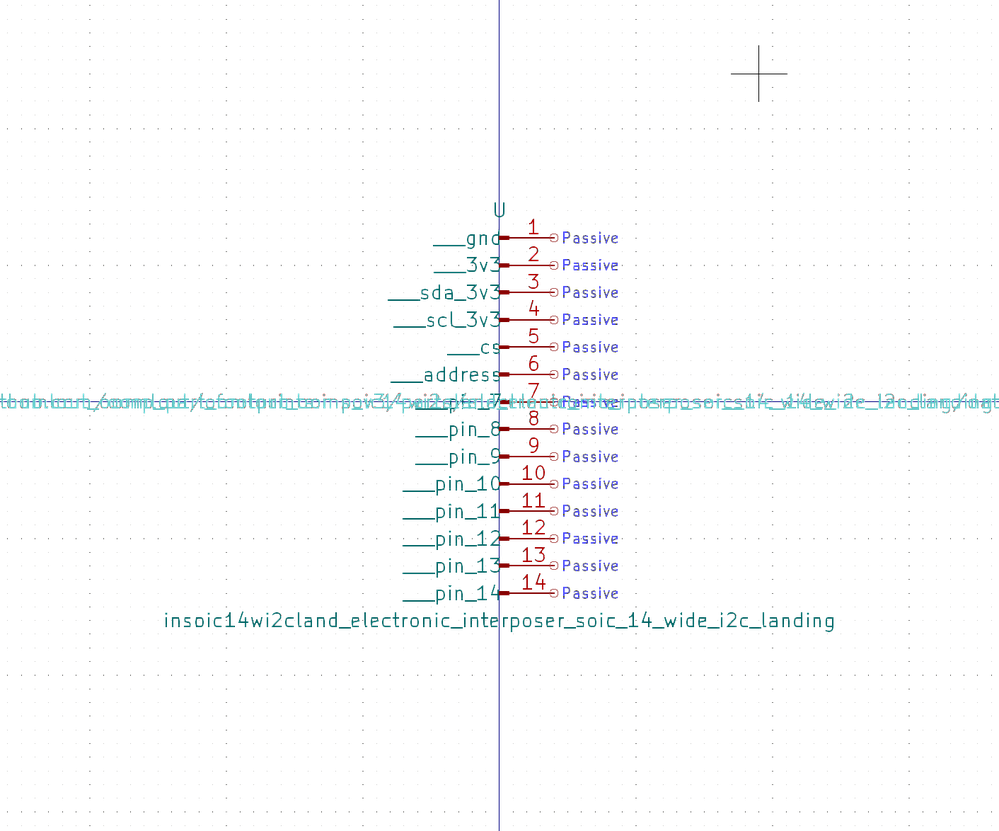 U
___gnd 1 Passive
___3v3 2 Passive
___sda_3v3 3 Passive
___scl_3v3 4 Passive
___cs 5 Passive
___address 6 Passive
___pin_7 7 Passive
___pin_8 8 Passive
___pin_9 9 Passive
___pin_10 10 Passive
___pin_11 11 Passive
___pin_12 12 Passive
___pin_13 13 Passive
___pin_14 14 Passive
insoic14wi2cland_electronic_interposer_soic_14_wide_i2c_landing